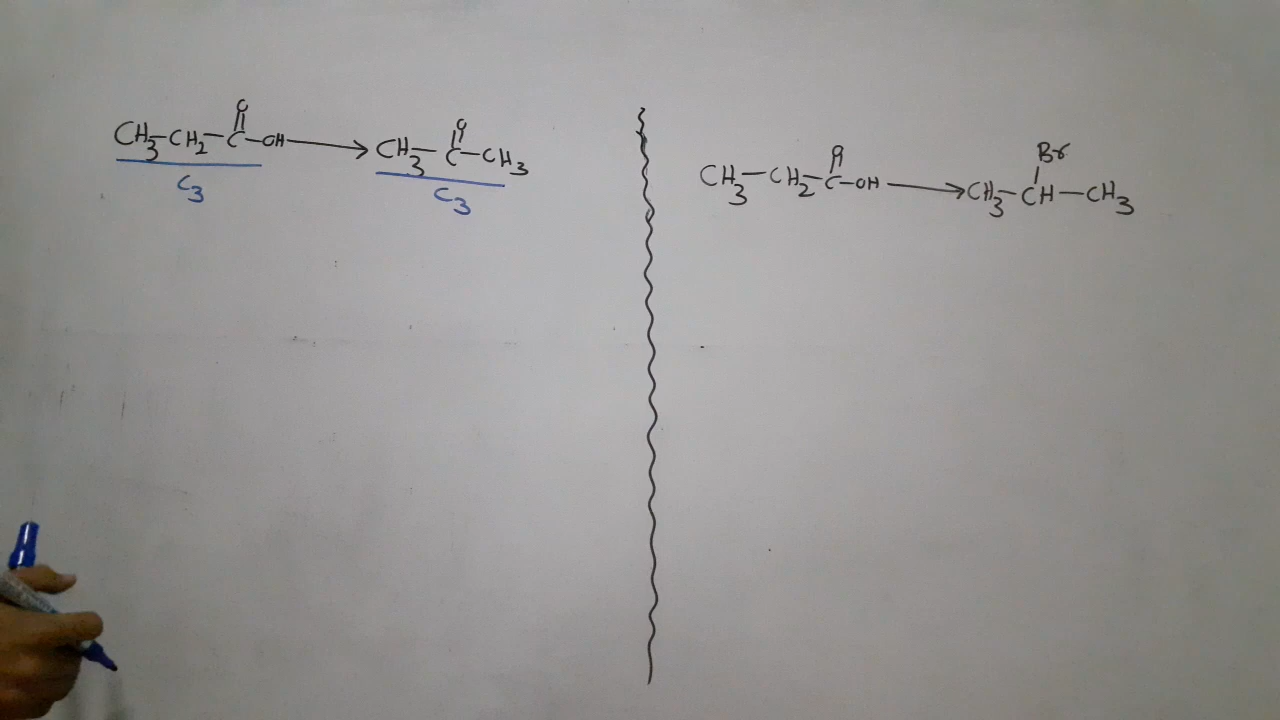 CH3-CH2-C(=O)-OH → CH3-C(=O)-CH3
C3 C3
CH3-CH2-C(=O)-OH → CH3-CH(Br)-CH3